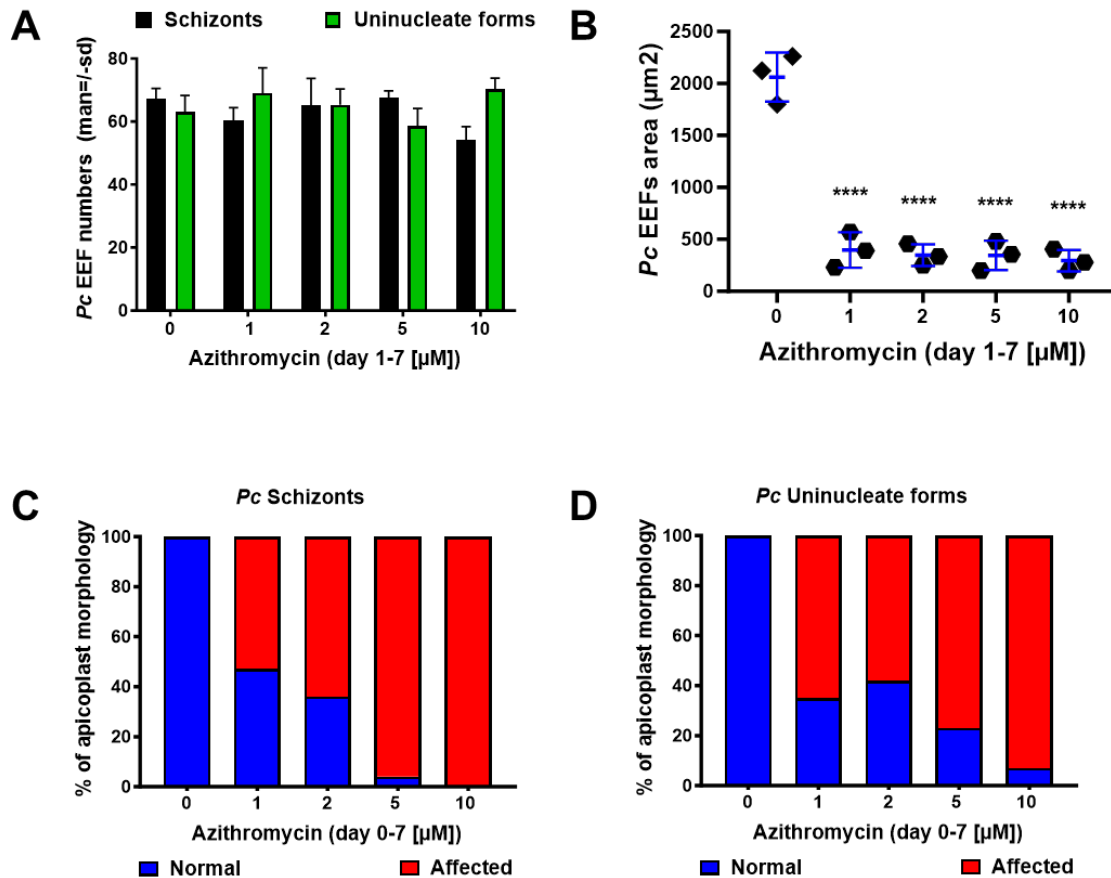 A
Schizonts
Uninucleate forms
Pc EEF numbers (man=/-sd)
80
60
40
20
0
0 1 2 5 10
Azithromycin (day 1-7 [µM])
B
Pc EEFs area (µm2)
2500
2000
1500
1000
500
0
**** **** **** ****
0 1 2 5 10
Azithromycin (day 1-7 [µM])
C
Pc Schizonts
% of apicoplast morphology
100
80
60
40
20
0
0 1 2 5 10
Azithromycin (day 0-7 [µM])
Normal
Affected
D
Pc Uninucleate forms
% of apicoplast morphology
100
80
60
40
20
0
0 1 2 5 10
Azithromycin (day 0-7 [µM])
Normal
Affected